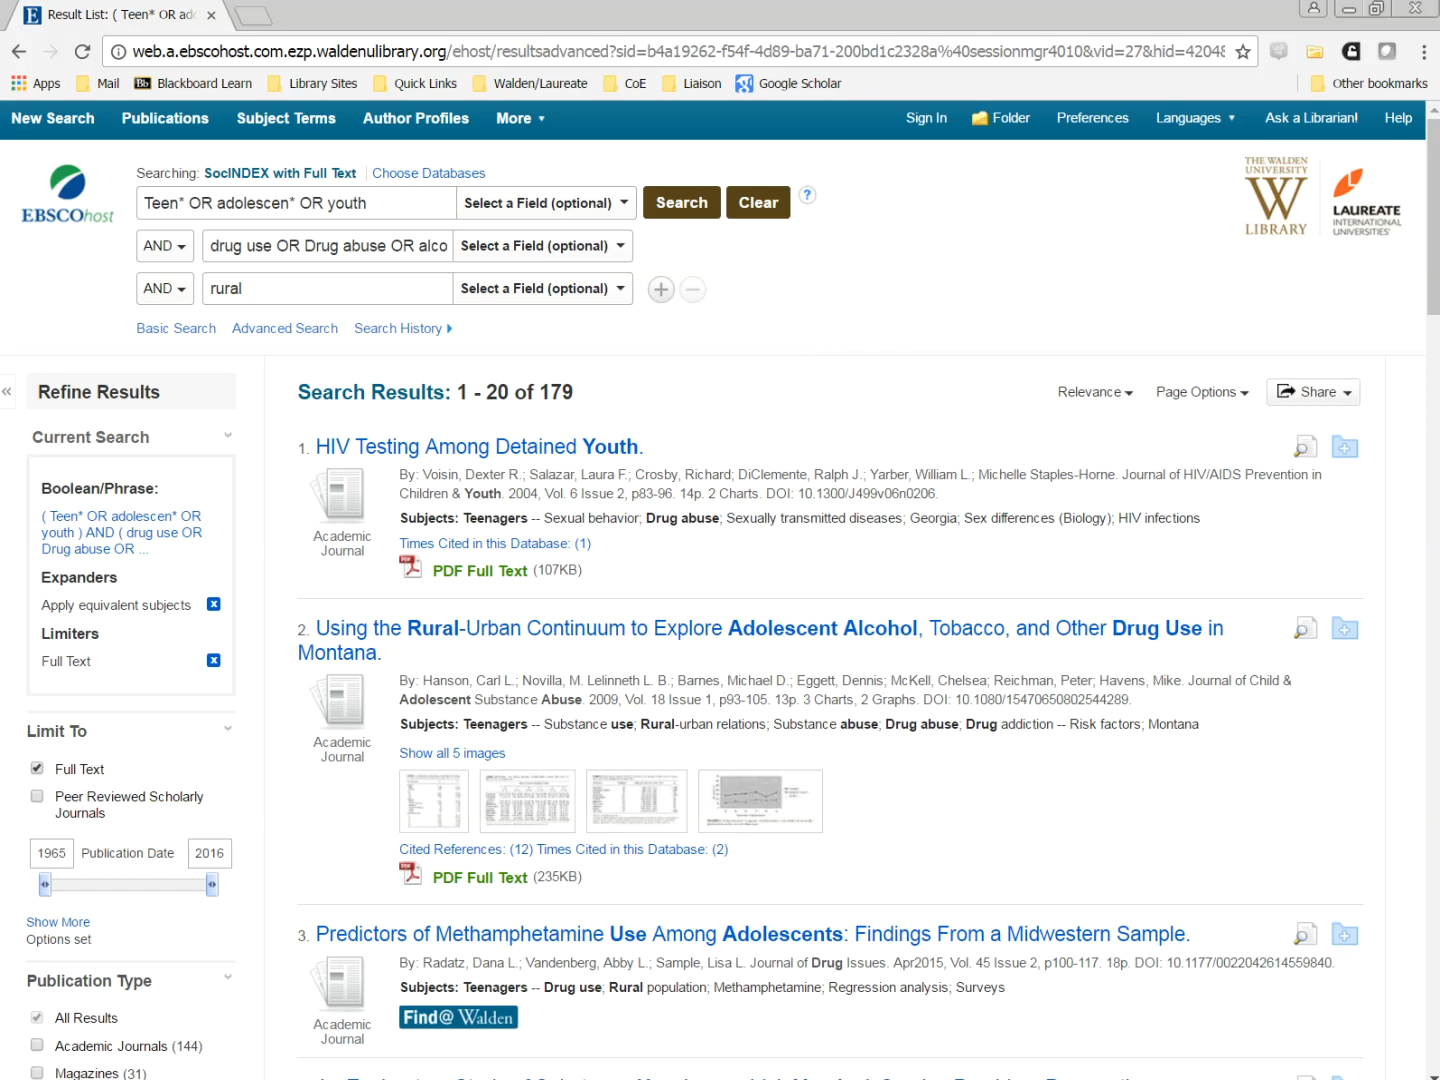 Result List: ( Teen* OR ado
web.a.ebscohost.com.ezp.waldenulibrary.org/ehost/resultsadvanced?sid=b4a19262-f54f-4d89-ba71-200bd1c2328a%40sessionmgr4010&vid=27&hid=4204
Apps Mail Bb Blackboard Learn Library Sites Quick Links Walden/Laureate CoE Liaison Google Scholar Other bookmarks
New Search Publications Subject Terms Author Profiles More Sign In Folder Preferences Languages Ask a Librarian! Help
Searching: SocINDEX with Full Text Choose Databases
Teen* OR adolescen* OR youth Select a Field (optional) Search Clear ?
AND drug use OR Drug abuse OR alco Select a Field (optional)
AND rural Select a Field (optional)
Basic Search Advanced Search Search History
EBSCOhost
THE WALDEN
UNIVERSITY
W
LIBRARY
LAUREATE
INTERNATIONAL
UNIVERSITIES
«
Refine Results
Current Search
Boolean/Phrase:
( Teen* OR adolescen* OR
youth ) AND ( drug use OR
Drug abuse OR ...
Expanders
Apply equivalent subjects
Limiters
Full Text
Limit To
Full Text
Peer Reviewed Scholarly
Journals
1965 Publication Date 2016
Show More
Options set
Publication Type
All Results
Academic Journals (144)
Magazines (31)
Search Results: 1 - 20 of 179 Relevance Page Options Share
1. HIV Testing Among Detained Youth.
By: Voisin, Dexter R.; Salazar, Laura F.; Crosby, Richard; DiClemente, Ralph J.; Yarber, William L.; Michelle Staples-Horne. Journal of HIV/AIDS Prevention in
Children & Youth. 2004, Vol. 6 Issue 2, p83-96. 14p. 2 Charts. DOI: 10.1300/J499v06n0206.
Subjects: Teenagers -- Sexual behavior; Drug abuse; Sexually transmitted diseases; Georgia; Sex differences (Biology); HIV infections
Academic
Journal
Times Cited in this Database: (1)
PDF Full Text (107KB)
2. Using the Rural-Urban Continuum to Explore Adolescent Alcohol, Tobacco, and Other Drug Use in
Montana.
By: Hanson, Carl L.; Novilla, M. Lelinneth L. B.; Barnes, Michael D.; Eggett, Dennis; McKell, Chelsea; Reichman, Peter; Havens, Mike. Journal of Child &
Adolescent Substance Abuse. 2009, Vol. 18 Issue 1, p93-105. 13p. 3 Charts, 2 Graphs. DOI: 10.1080/15470650802544289.
Subjects: Teenagers -- Substance use; Rural-urban relations; Substance abuse; Drug abuse; Drug addiction -- Risk factors; Montana
Academic
Journal
Show all 5 images
Cited References: (12) Times Cited in this Database: (2)
PDF Full Text (235KB)
3. Predictors of Methamphetamine Use Among Adolescents: Findings From a Midwestern Sample.
By: Radatz, Dana L.; Vandenberg, Abby L.; Sample, Lisa L. Journal of Drug Issues. Apr2015, Vol. 45 Issue 2, p100-117. 18p. DOI: 10.1177/0022042614559840.
Subjects: Teenagers -- Drug use; Rural population; Methamphetamine; Regression analysis; Surveys
Find@ Walden
Academic
Journal